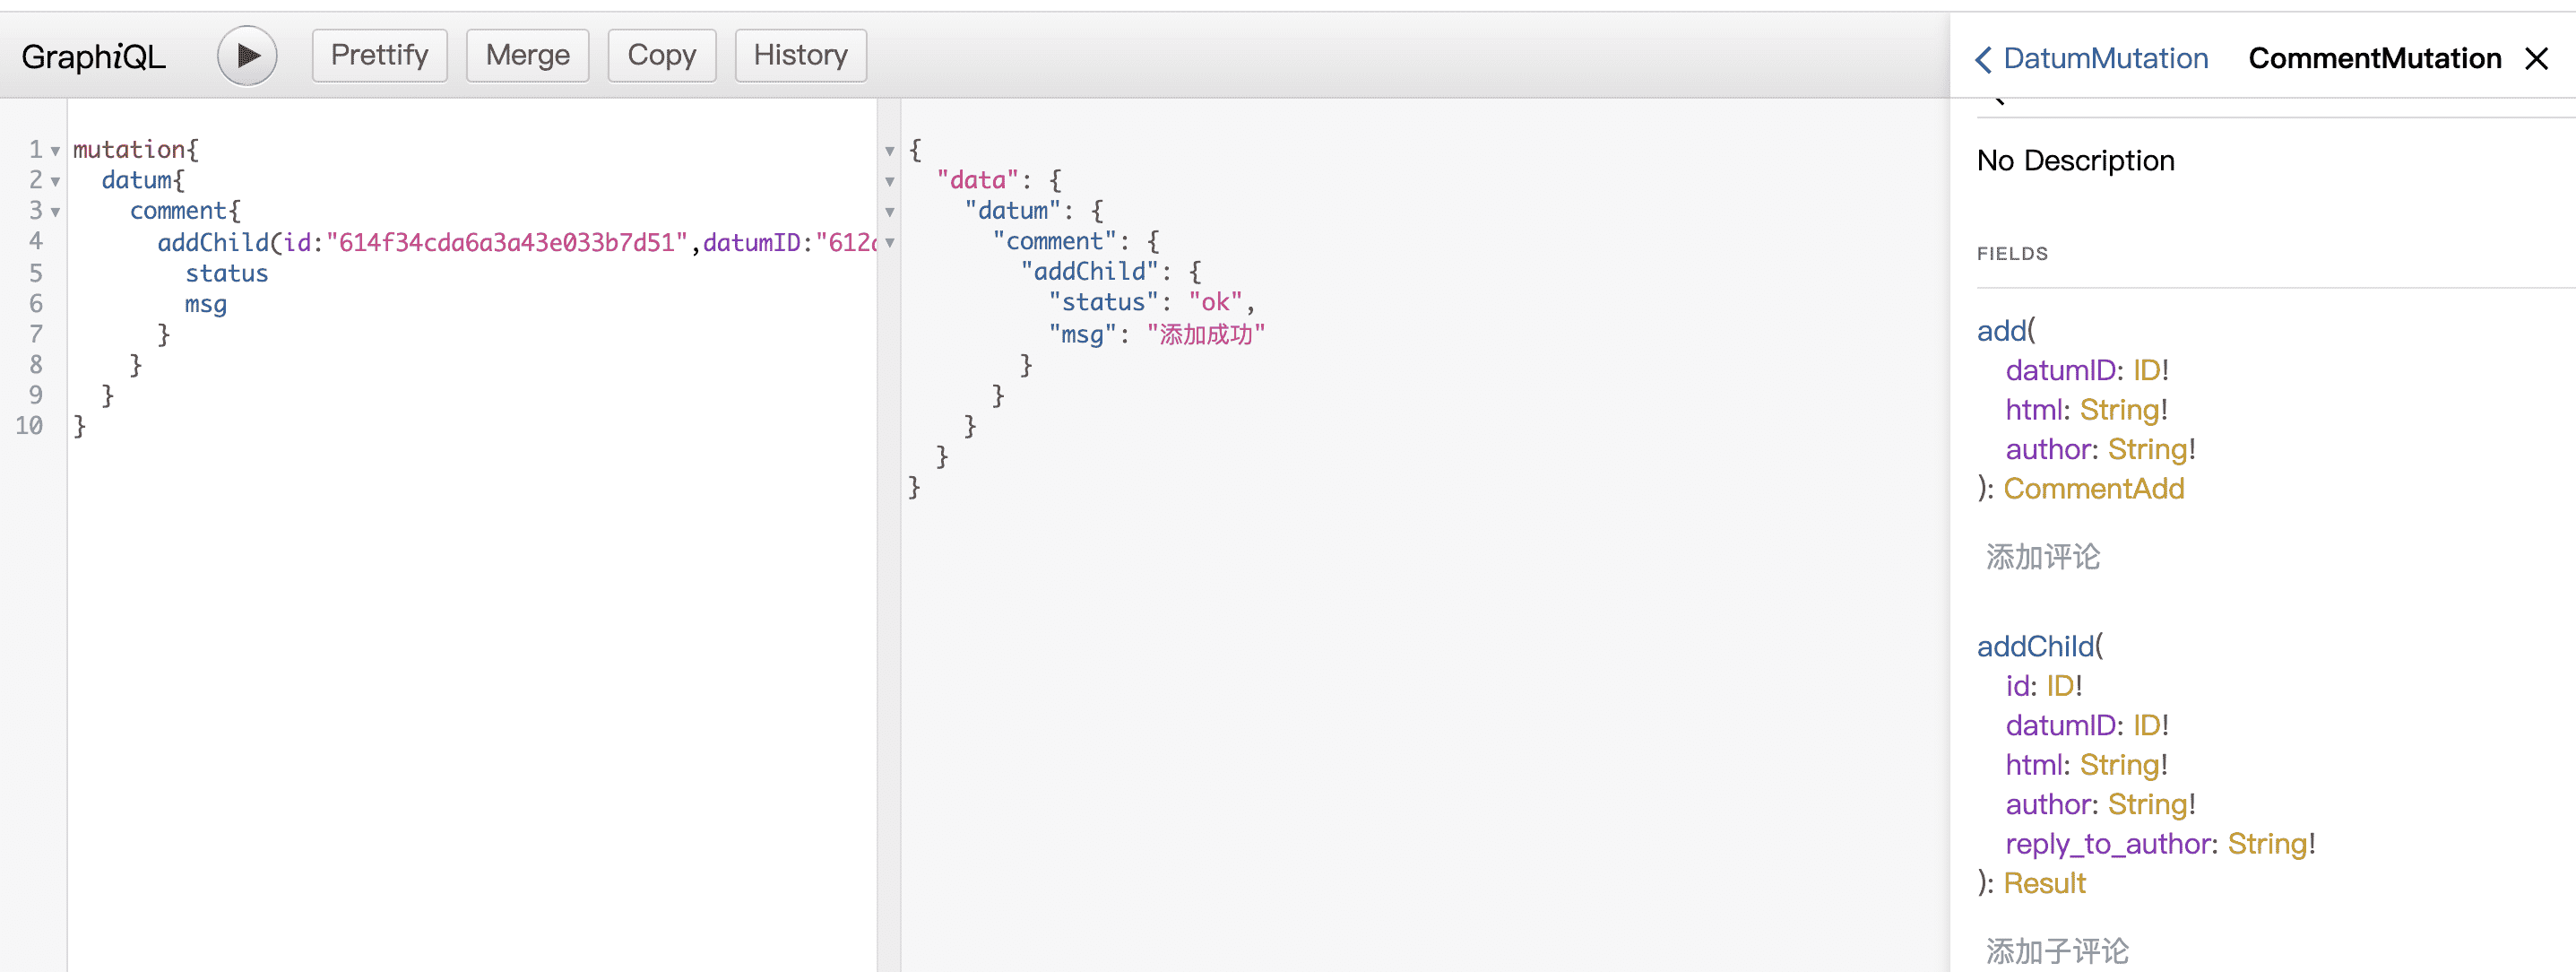 GraphiQL Prettify Merge Copy History
1 mutation{
2 datum{
3 comment{
4 addChild(id:"614f34cda6a3a43e033b7d51",datumID:"612
5 status
6 msg
7 }
8 }
9 }
10 }
{
"data": {
"datum": {
"comment": {
"addChild": {
"status": "ok",
"msg": "添加成功"
}
}
}
}
}
DatumMutation CommentMutation
No Description
FIELDS
add(
datumID: ID!
html: String!
author: String!
): CommentAdd
添加评论
addChild(
id: ID!
datumID: ID!
html: String!
author: String!
reply_to_author: String!
): Result
添加子评论